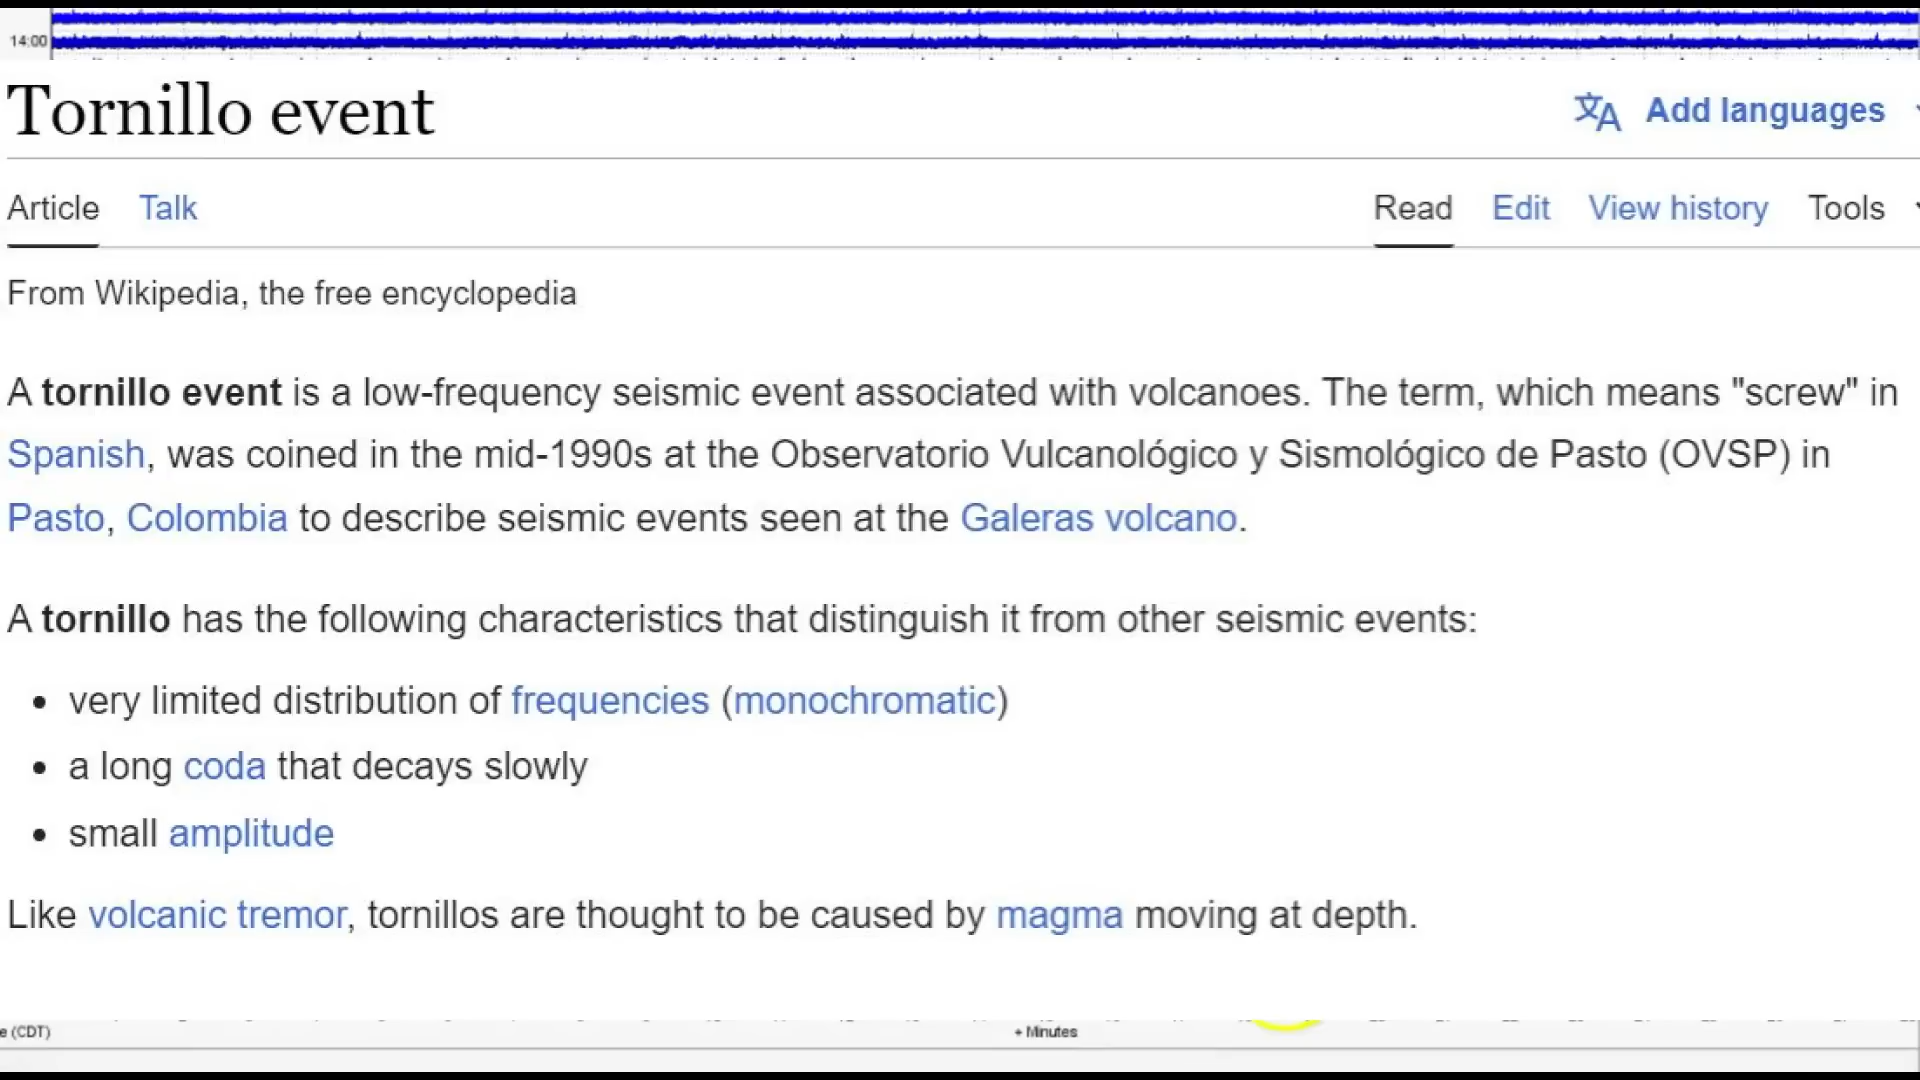 14:00
Tornillo event
Add languages
Article Talk Read Edit View history Tools
From Wikipedia, the free encyclopedia
A tornillo event is a low-frequency seismic event associated with volcanoes. The term, which means "screw" in
Spanish, was coined in the mid-1990s at the Observatorio Vulcanológico y Sismológico de Pasto (OVSP) in
Pasto, Colombia to describe seismic events seen at the Galeras volcano.
A tornillo has the following characteristics that distinguish it from other seismic events:
• very limited distribution of frequencies (monochromatic)
• a long coda that decays slowly
• small amplitude
Like volcanic tremor, tornillos are thought to be caused by magma moving at depth.
e (CDT)
+ Minutes